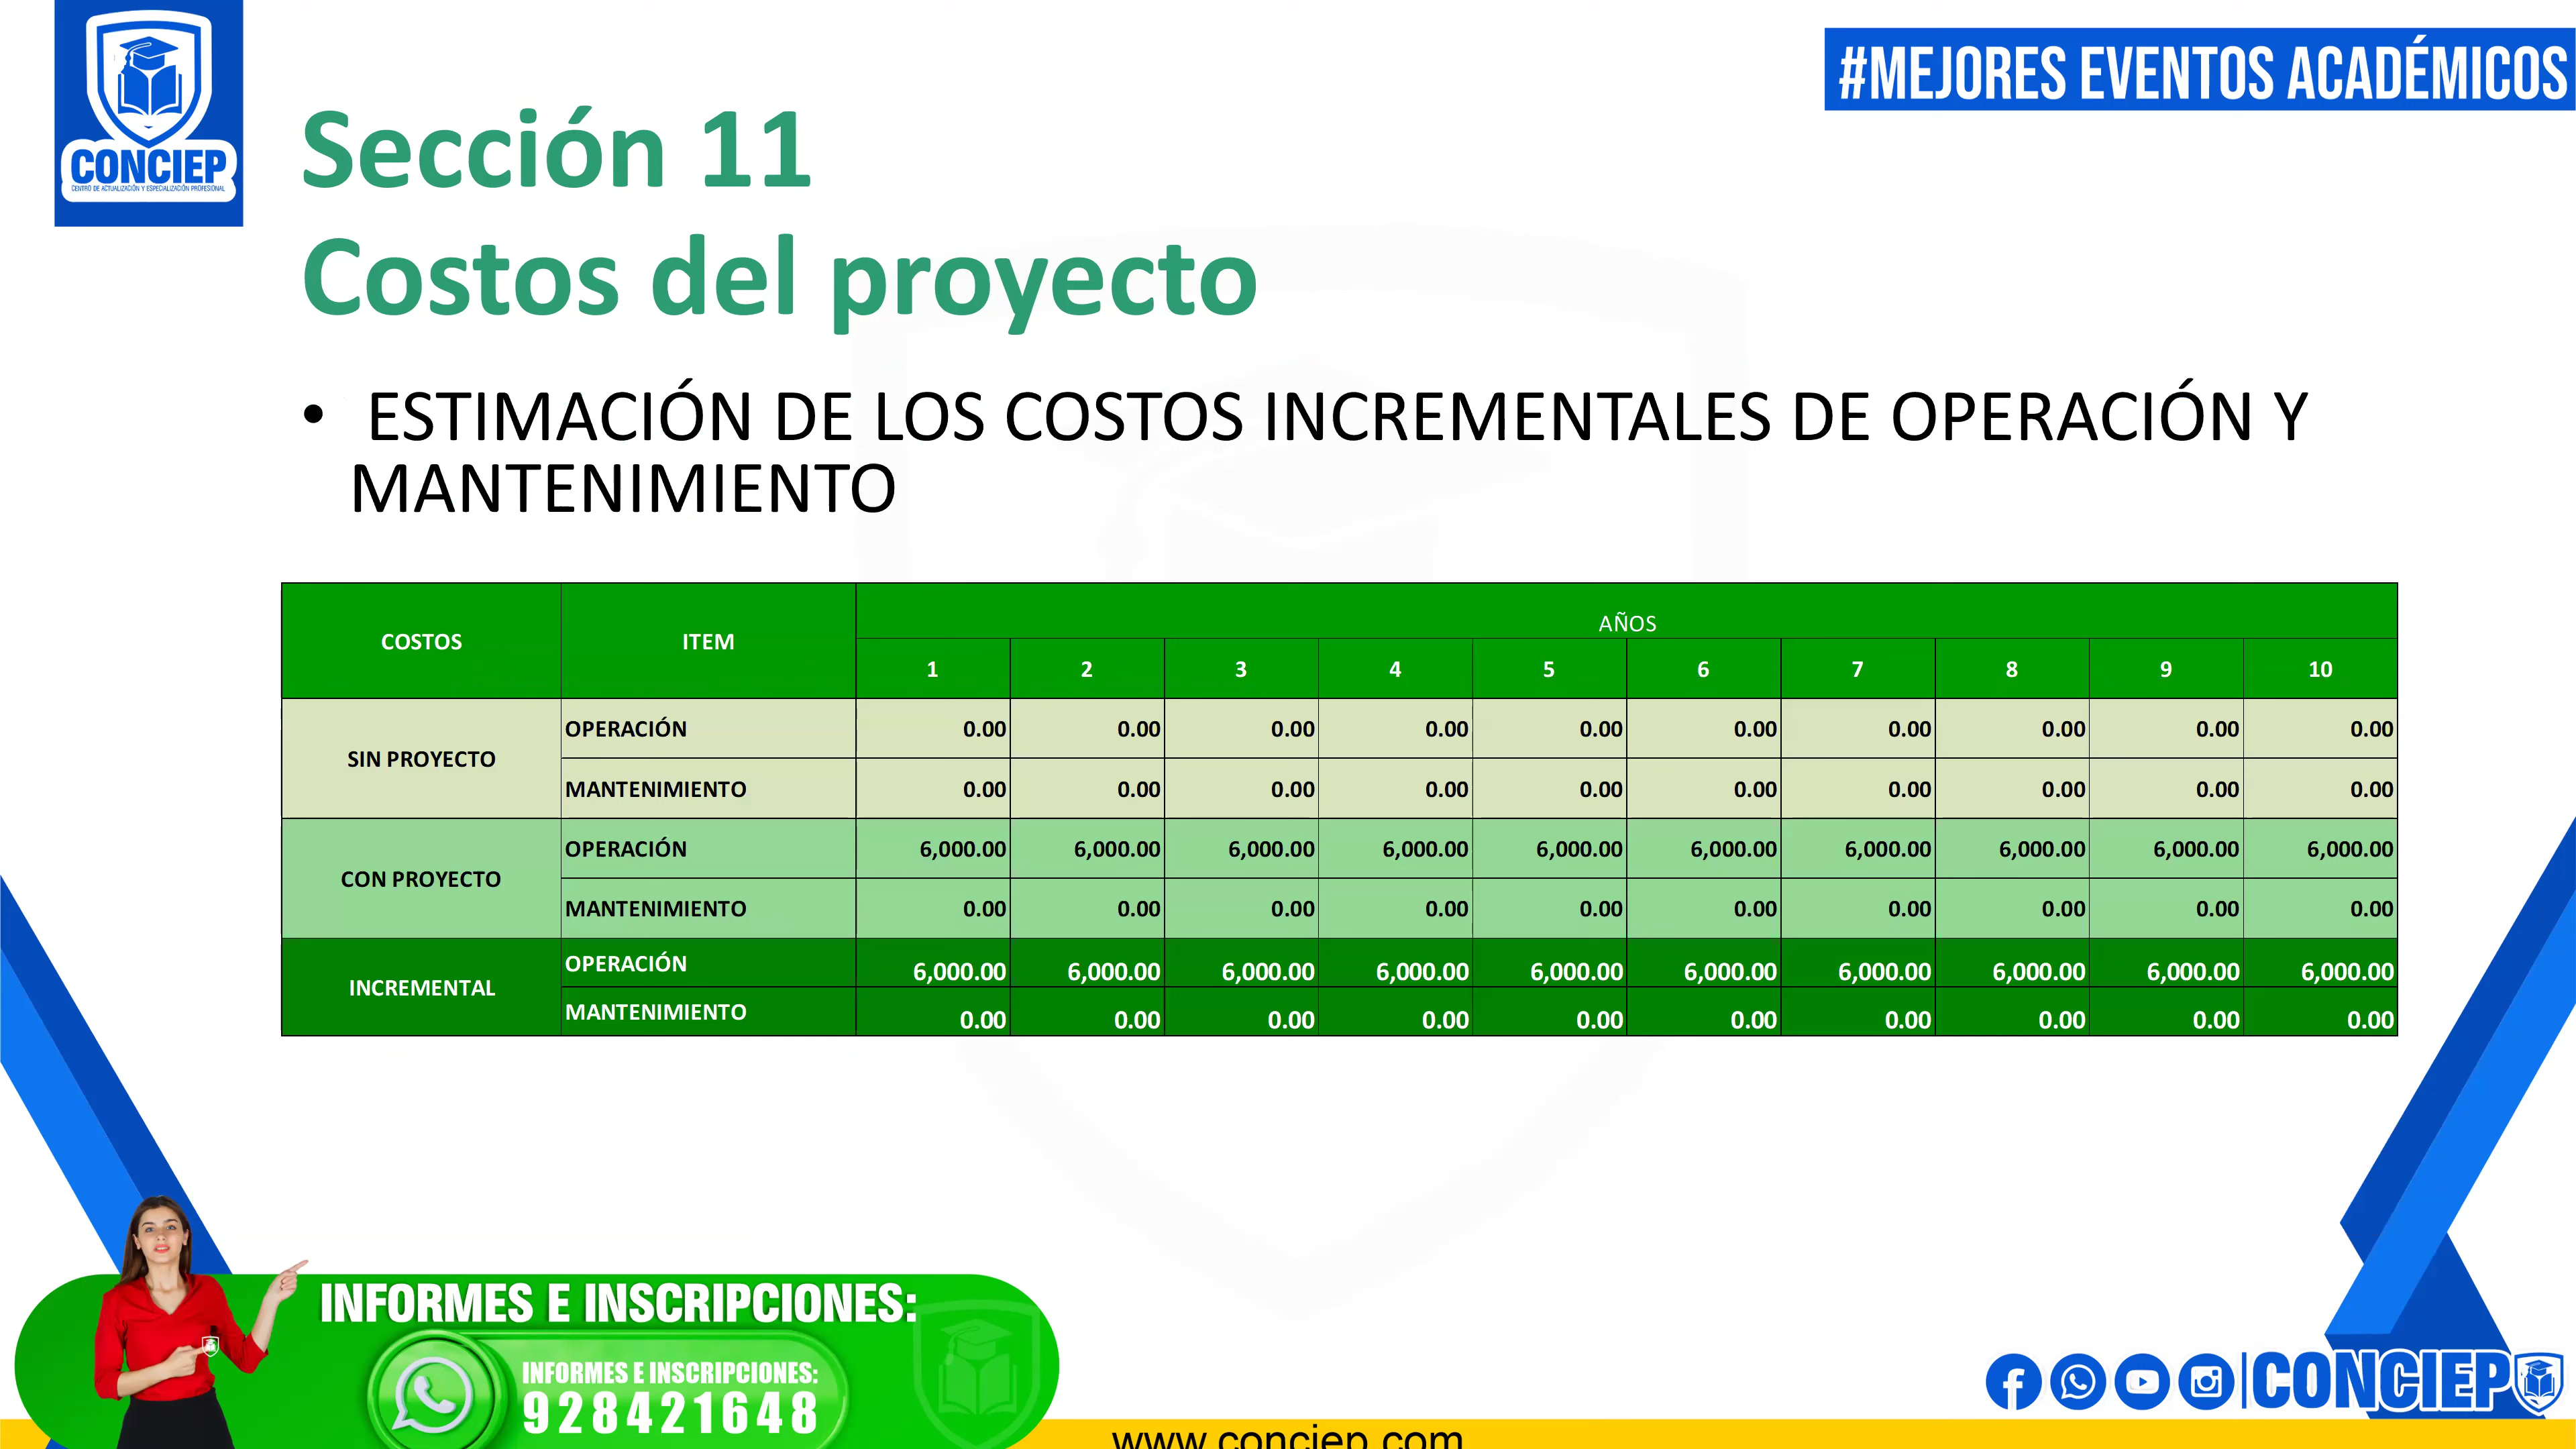 CONCIEP
CENTRO DE ACTUALIZACIÓN Y ESPECIALIZACIÓN PROFESIONAL
#MEJORES EVENTOS ACADÉMICOS
Sección 11
Costos del proyecto
• ESTIMACIÓN DE LOS COSTOS INCREMENTALES DE OPERACIÓN Y
MANTENIMIENTO
COSTOS ITEM AÑOS
1 2 3 4 5 6 7 8 9 10
SIN PROYECTO
OPERACIÓN 0.00 0.00 0.00 0.00 0.00 0.00 0.00 0.00 0.00 0.00
MANTENIMIENTO 0.00 0.00 0.00 0.00 0.00 0.00 0.00 0.00 0.00 0.00
CON PROYECTO
OPERACIÓN 6,000.00 6,000.00 6,000.00 6,000.00 6,000.00 6,000.00 6,000.00 6,000.00 6,000.00 6,000.00
MANTENIMIENTO 0.00 0.00 0.00 0.00 0.00 0.00 0.00 0.00 0.00 0.00
INCREMENTAL
OPERACIÓN 6,000.00 6,000.00 6,000.00 6,000.00 6,000.00 6,000.00 6,000.00 6,000.00 6,000.00 6,000.00
MANTENIMIENTO 0.00 0.00 0.00 0.00 0.00 0.00 0.00 0.00 0.00 0.00
INFORMES E INSCRIPCIONES:
INFORMES E INSCRIPCIONES:
928421648
CONCIEP
www.conciep.com